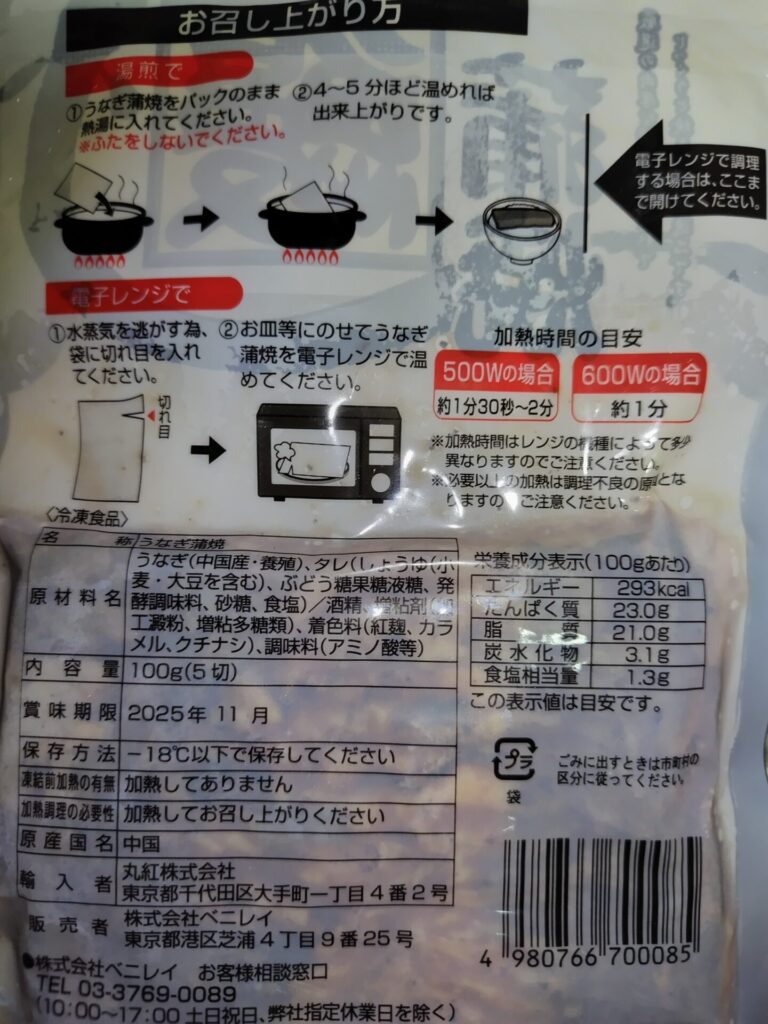 お召し上がり方
湯煎で
①うなぎ蒲焼をパックのまま
熱湯に入れてください。
※ふたをしないでください。
②4～5分ほど温めれば
出来上がりです。
電子レンジで調理
する場合は、ここま
で開けてください。
電子レンジで
①水蒸気を逃がす為、
袋に切れ目を入れ
てください。
②お皿等にのせてうなぎ
蒲焼を電子レンジで温
めてください。
切れ目
加熱時間の目安
500Wの場合
約1分30秒～2分
600Wの場合
約1分
※加熱時間はレンジの機種によって多少
異なりますのでご注意ください。
※必要以上の加熱は調理不良の原因とな
りますので、ご注意ください。
〈冷凍食品〉
名称 うなぎ蒲焼
原材料名 うなぎ(中国産・養殖)、タレ(しょうゆ(小
麦・大豆を含む)、ぶどう糖果糖液糖、発
酵調味料、砂糖、食塩)／酒精、増粘剤(加
工澱粉、増粘多糖類)、着色料(紅麹、カラ
メル、クチナシ)、調味料(アミノ酸等)
内容量 100g(5切)
賞味期限 2025年 11月
保存方法 －18℃以下で保存してください
凍結前加熱の有無 加熱してありません
加熱調理の必要性 加熱してお召し上がりください
原産国名 中国
輸入者 丸紅株式会社
東京都千代田区大手町一丁目4番2号
販売者 株式会社ベニレイ
東京都港区芝浦4丁目9番25号
●株式会社ベニレイ お客様相談窓口
TEL 03-3769-0089
(10:00～17:00 土日祝日、弊社指定休業日を除く)
栄養成分表示(100gあたり)
エネルギー 293kcal
たんぱく質 23.0g
脂質 21.0g
炭水化物 3.1g
食塩相当量 1.3g
この表示値は目安です。
プラ
袋
ごみに出すときは市町村の
区分に従ってください。
4 980766 700085